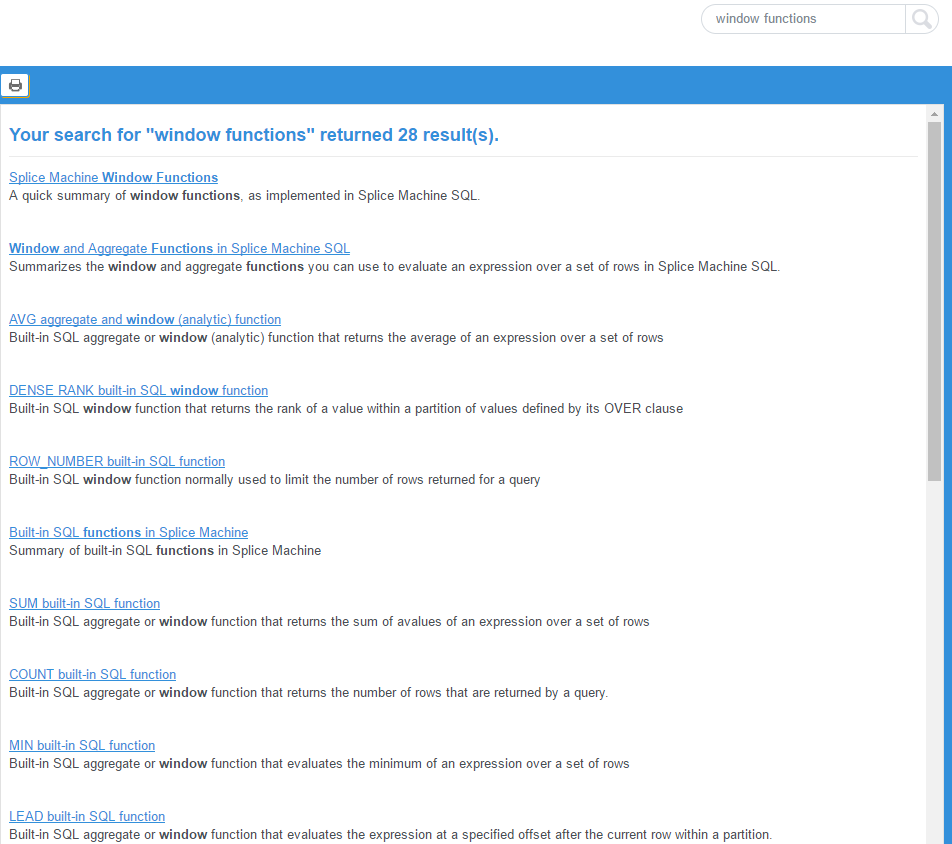 window functions
Your search for "window functions" returned 28 result(s).
Splice Machine Window Functions
A quick summary of window functions, as implemented in Splice Machine SQL.
Window and Aggregate Functions in Splice Machine SQL
Summarizes the window and aggregate functions you can use to evaluate an expression over a set of rows in Splice Machine SQL.
AVG aggregate and window (analytic) function
Built-in SQL aggregate or window (analytic) function that returns the average of an expression over a set of rows
DENSE RANK built-in SQL window function
Built-in SQL window function that returns the rank of a value within a partition of values defined by its OVER clause
ROW_NUMBER built-in SQL function
Built-in SQL window function normally used to limit the number of rows returned for a query
Built-in SQL functions in Splice Machine
Summary of built-in SQL functions in Splice Machine
SUM built-in SQL function
Built-in SQL aggregate or window function that returns the sum of avalues of an expression over a set of rows
COUNT built-in SQL function
Built-in SQL aggregate or window function that returns the number of rows that are returned by a query.
MIN built-in SQL function
Built-in SQL aggregate or window function that evaluates the minimum of an expression over a set of rows
LEAD built-in SQL function
Built-in SQL aggregate or window function that evaluates the expression at a specified offset after the current row within a partition.